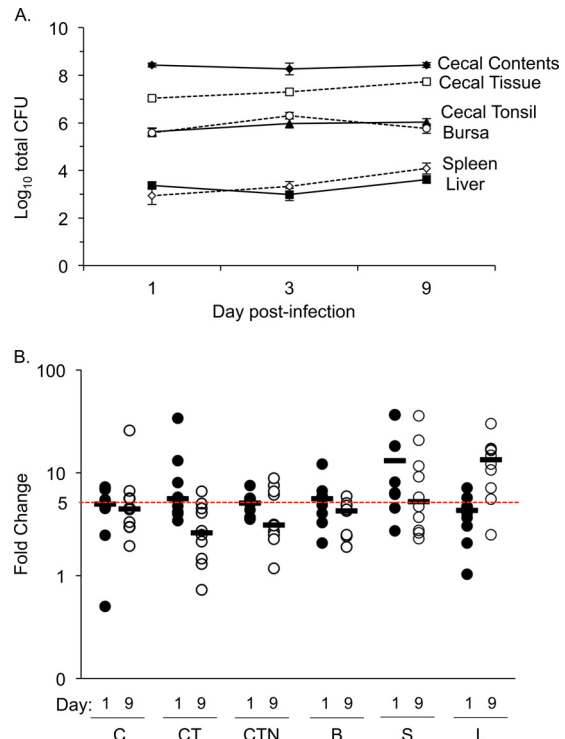 A.
10
8
6
4
2
0
Log10 total CFU
Cecal Contents
Cecal Tissue
Cecal Tonsil
Bursa
Spleen
Liver
1 3 9
Day post-infection
B.
100
10
5
1
0
Fold Change
Day: 1 9 1 9 1 9 1 9 1 9 1 9
C CT CTN B S L